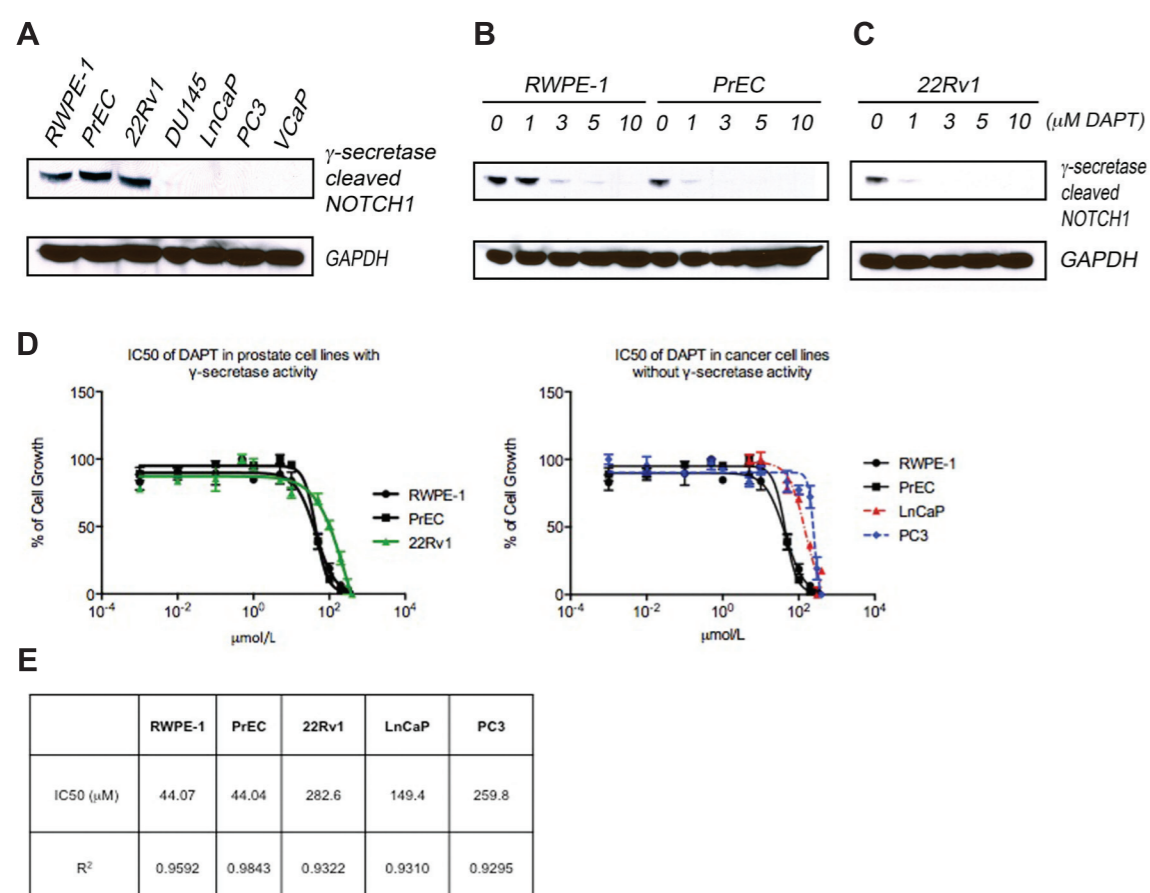 A
RWPE-1 PrEC 22Rv1 DU145 LnCaP PC3 VCaP
γ-secretase
cleaved
NOTCH1
GAPDH
B
RWPE-1 PrEC
0 1 3 5 10 0 1 3 5 10
C
22Rv1
0 1 3 5 10 (μM DAPT)
γ-secretase
cleaved
NOTCH1
GAPDH
D
IC50 of DAPT in prostate cell lines with
γ-secretase activity
% of Cell Growth
150
100
50
0
10-4 10-2 100 102 104
μmol/L
RWPE-1
PrEC
22Rv1
IC50 of DAPT in cancer cell lines
without γ-secretase activity
% of Cell Growth
150
100
50
0
10-4 10-2 100 102 104
μmol/L
RWPE-1
PrEC
LnCaP
PC3
E
RWPE-1 PrEC 22Rv1 LnCaP PC3
IC50 (μM) 44.07 44.04 282.6 149.4 259.8
R2 0.9592 0.9843 0.9322 0.9310 0.9295